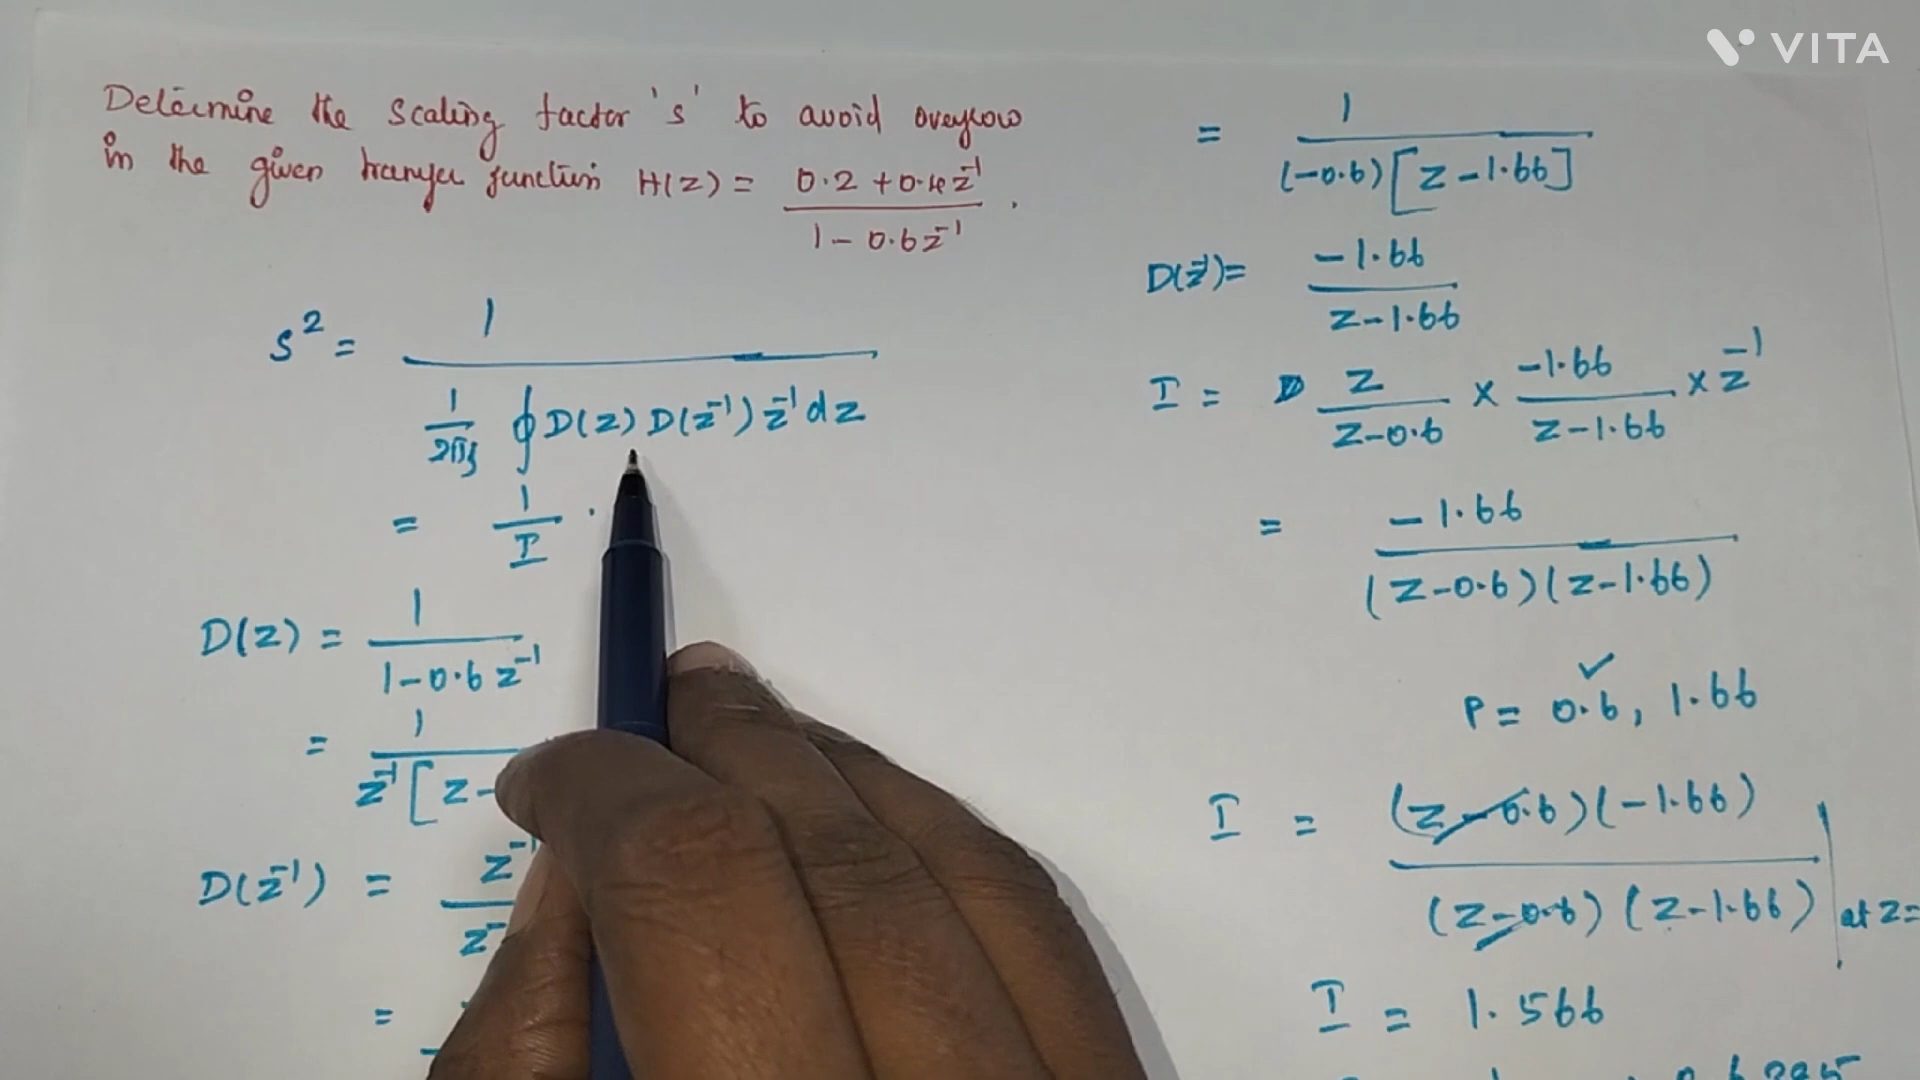 VITA
Determine the scaling factor 's' to avoid overflow
in the given transfer function H(z) = 0.2 + 0.4z⁻¹ / 1 - 0.6z⁻¹ .
s² = 1 / 1/2πj ∮ D(z) D(z⁻¹) z⁻¹ dz
= 1/I .
D(z) = 1 / 1 - 0.6 z⁻¹
= 1 / z⁻¹ [ z -
D(z⁻¹) = z⁻¹ / z⁻
=
= 1 / (-0.6) [z - 1.66]
D(z⁻¹) = -1.66 / z - 1.66
I = z / z - 0.6 × -1.66 / z - 1.66 × z⁻¹
= -1.66 / (z - 0.6)(z - 1.66)
P = 0.6 ✓, 1.66
I = (z - 0.6)(-1.66) / (z - 0.6)(z - 1.66) | at z =
I = 1.566